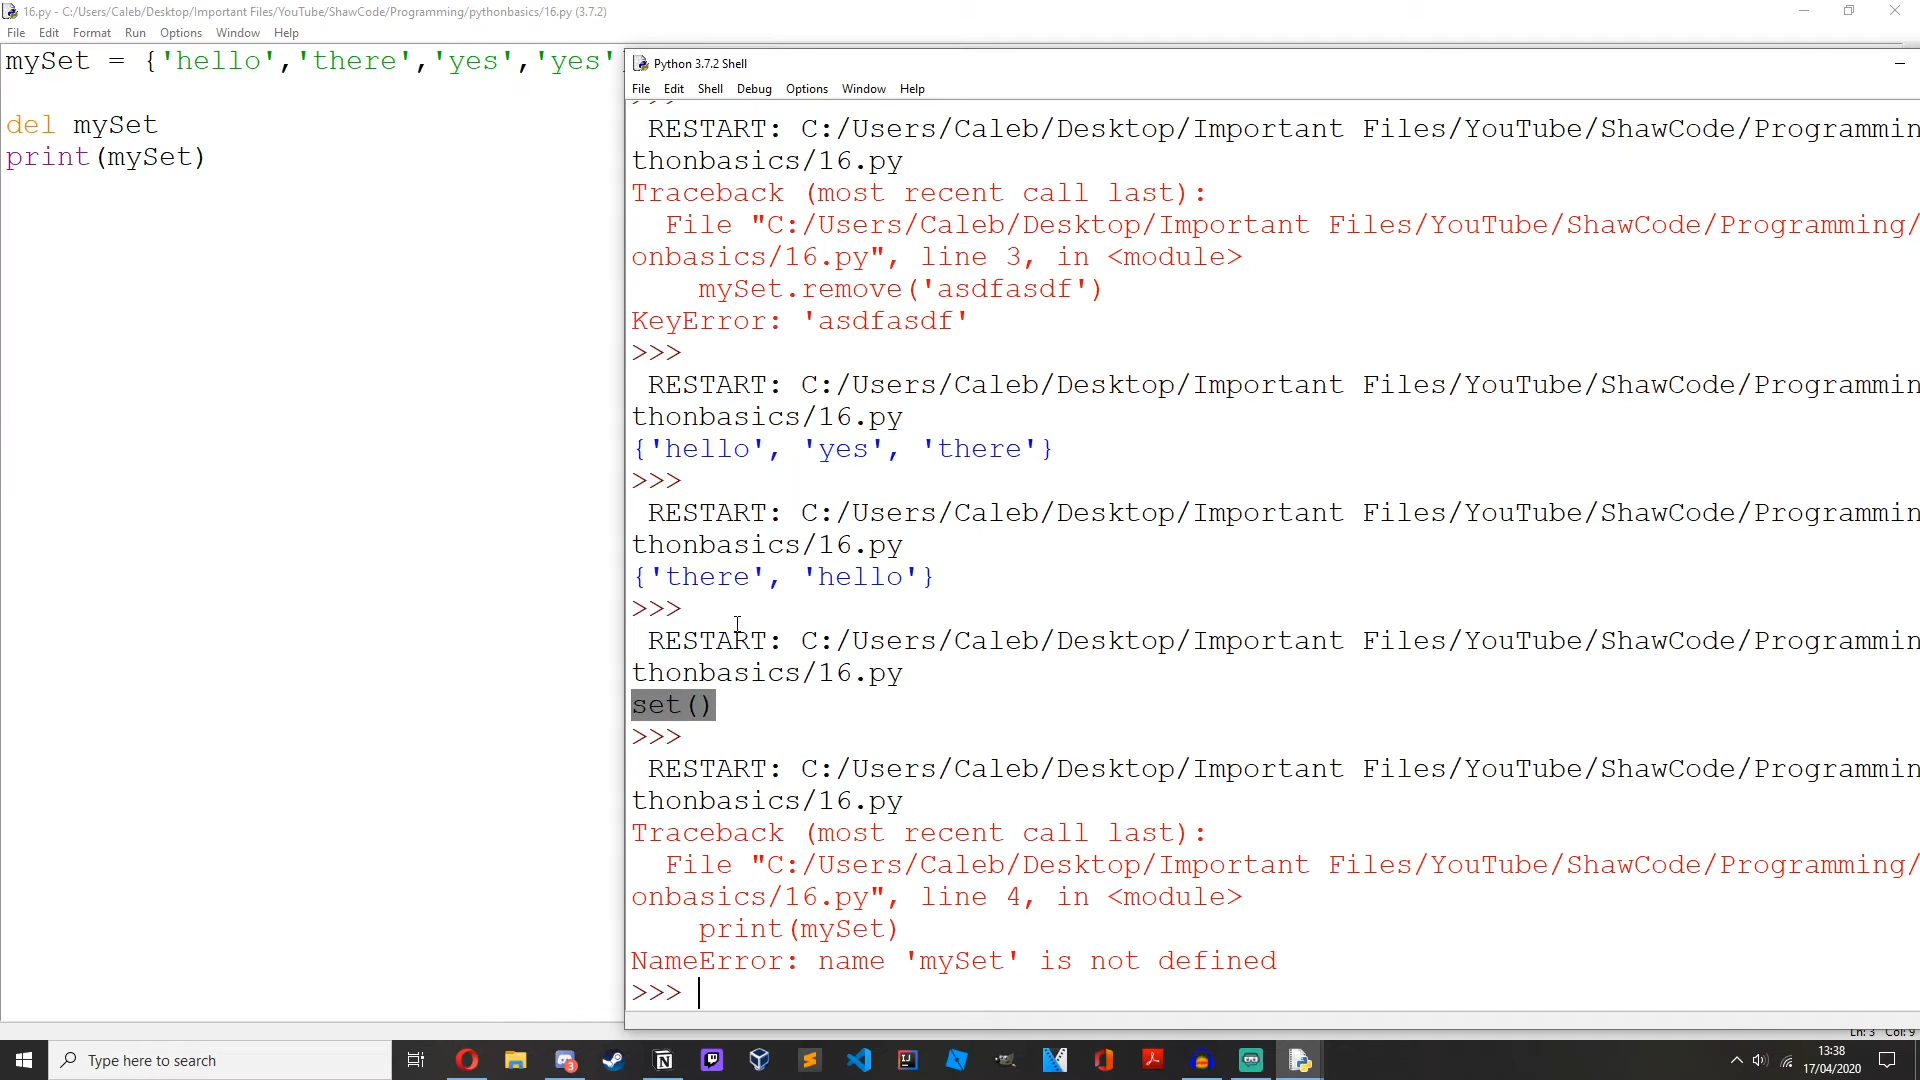 16.py - C:/Users/Caleb/Desktop/Important Files/YouTube/ShawCode/Programming/pythonbasics/16.py (3.7.2)
File Edit Format Run Options Window Help
mySet = {'hello','there','yes','yes'
del mySet
print(mySet)
Python 3.7.2 Shell
File Edit Shell Debug Options Window Help
>>>
RESTART: C:/Users/Caleb/Desktop/Important Files/YouTube/ShawCode/Programmin
thonbasics/16.py
Traceback (most recent call last):
File "C:/Users/Caleb/Desktop/Important Files/YouTube/ShawCode/Programming/
onbasics/16.py", line 3, in <module>
mySet.remove('asdfasdf')
KeyError: 'asdfasdf'
>>>
RESTART: C:/Users/Caleb/Desktop/Important Files/YouTube/ShawCode/Programmin
thonbasics/16.py
{'hello', 'yes', 'there'}
>>>
RESTART: C:/Users/Caleb/Desktop/Important Files/YouTube/ShawCode/Programmin
thonbasics/16.py
{'there', 'hello'}
>>>
RESTART: C:/Users/Caleb/Desktop/Important Files/YouTube/ShawCode/Programmin
thonbasics/16.py
set()
>>>
RESTART: C:/Users/Caleb/Desktop/Important Files/YouTube/ShawCode/Programmin
thonbasics/16.py
Traceback (most recent call last):
File "C:/Users/Caleb/Desktop/Important Files/YouTube/ShawCode/Programming/
onbasics/16.py", line 4, in <module>
print(mySet)
NameError: name 'mySet' is not defined
>>>
Ln: 3 Col: 9
Type here to search
3
13:38
17/04/2020